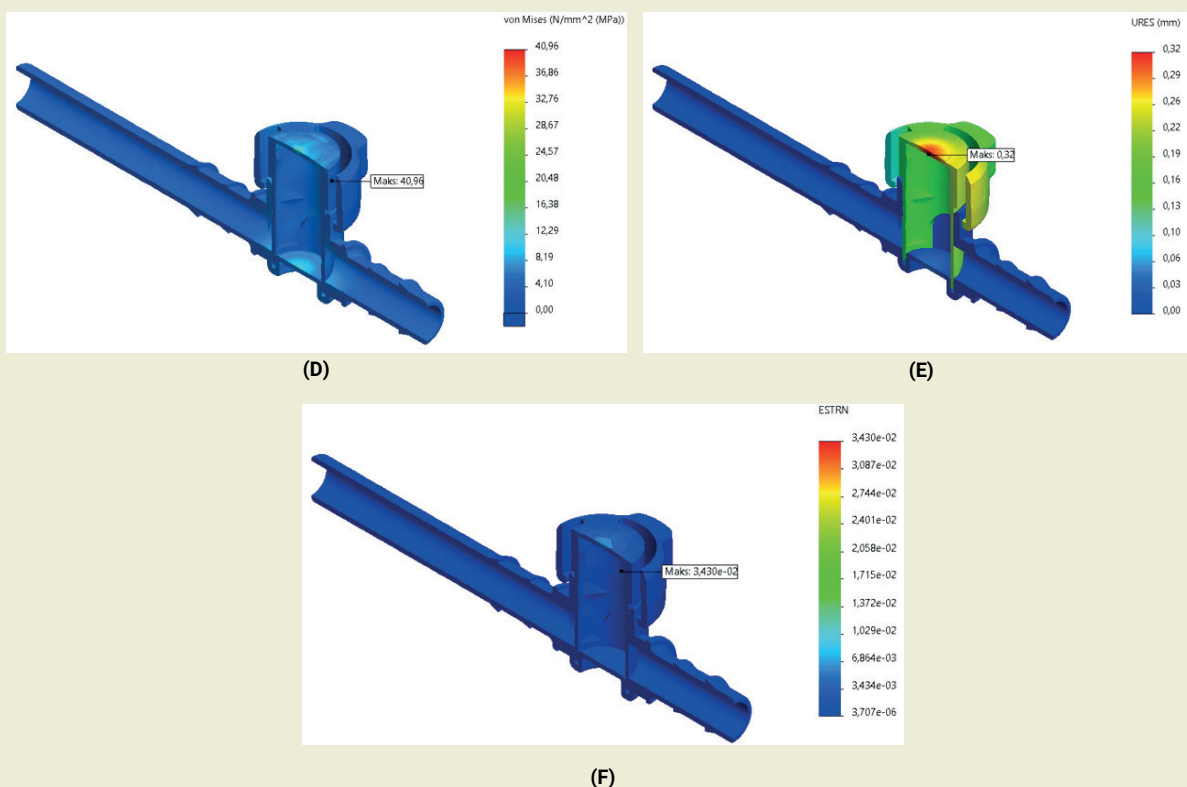 von Mises (N/mm^2 (MPa))
40,96
36,86
32,76
28,67
24,57
20,48
16,38
12,29
8,19
4,10
0,00
Maks: 40,96
(D)
URES (mm)
0,32
0,29
0,26
0,22
0,19
0,16
0,13
0,10
0,06
0,03
0,00
Maks: 0,32
(E)
ESTRN
3,430e-02
3,087e-02
2,744e-02
2,401e-02
2,058e-02
1,715e-02
1,372e-02
1,029e-02
6,864e-03
3,434e-03
3,707e-06
Maks: 3,430e-02
(F)